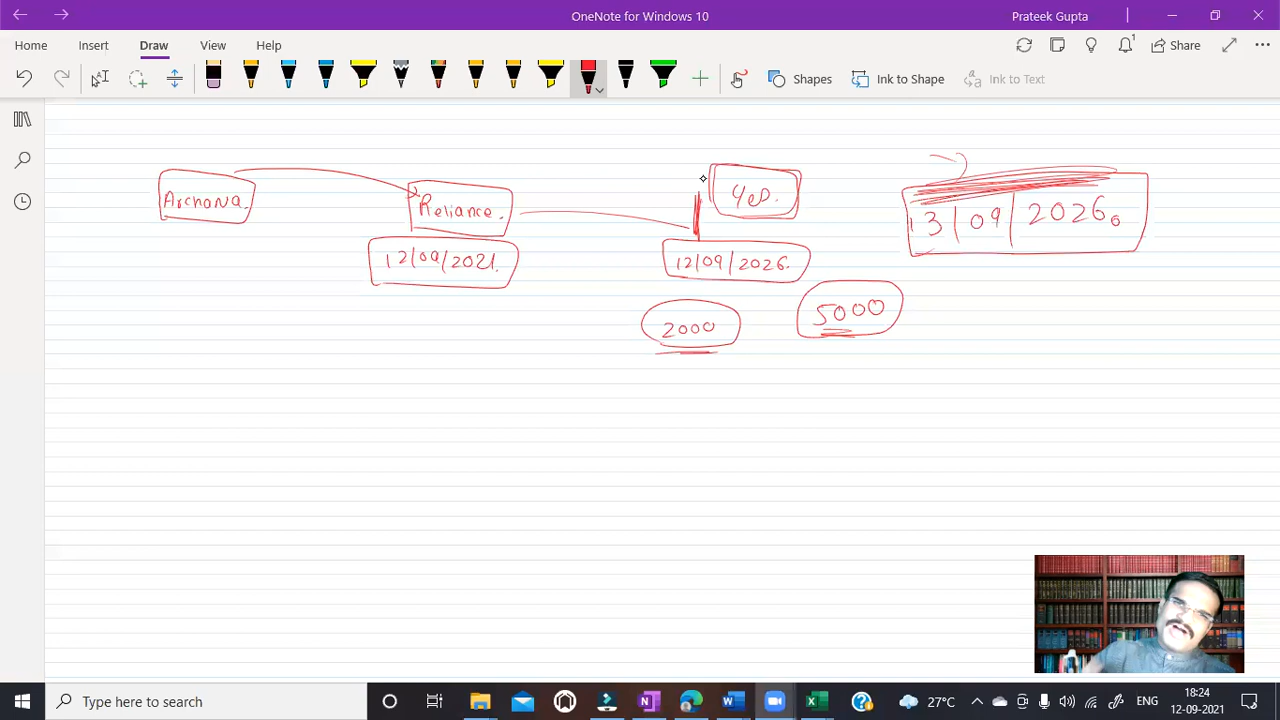 OneNote for Windows 10
Prateek Gupta
Home
Insert
Draw
View
Help
Share
Shapes
Ink to Shape
Ink to Text
Archana.
Reliance.
Yes.
13/09/2026.
12/09/2021.
12/09/2026.
2000
5000
Type here to search
27°C
ENG
18:24
12-09-2021